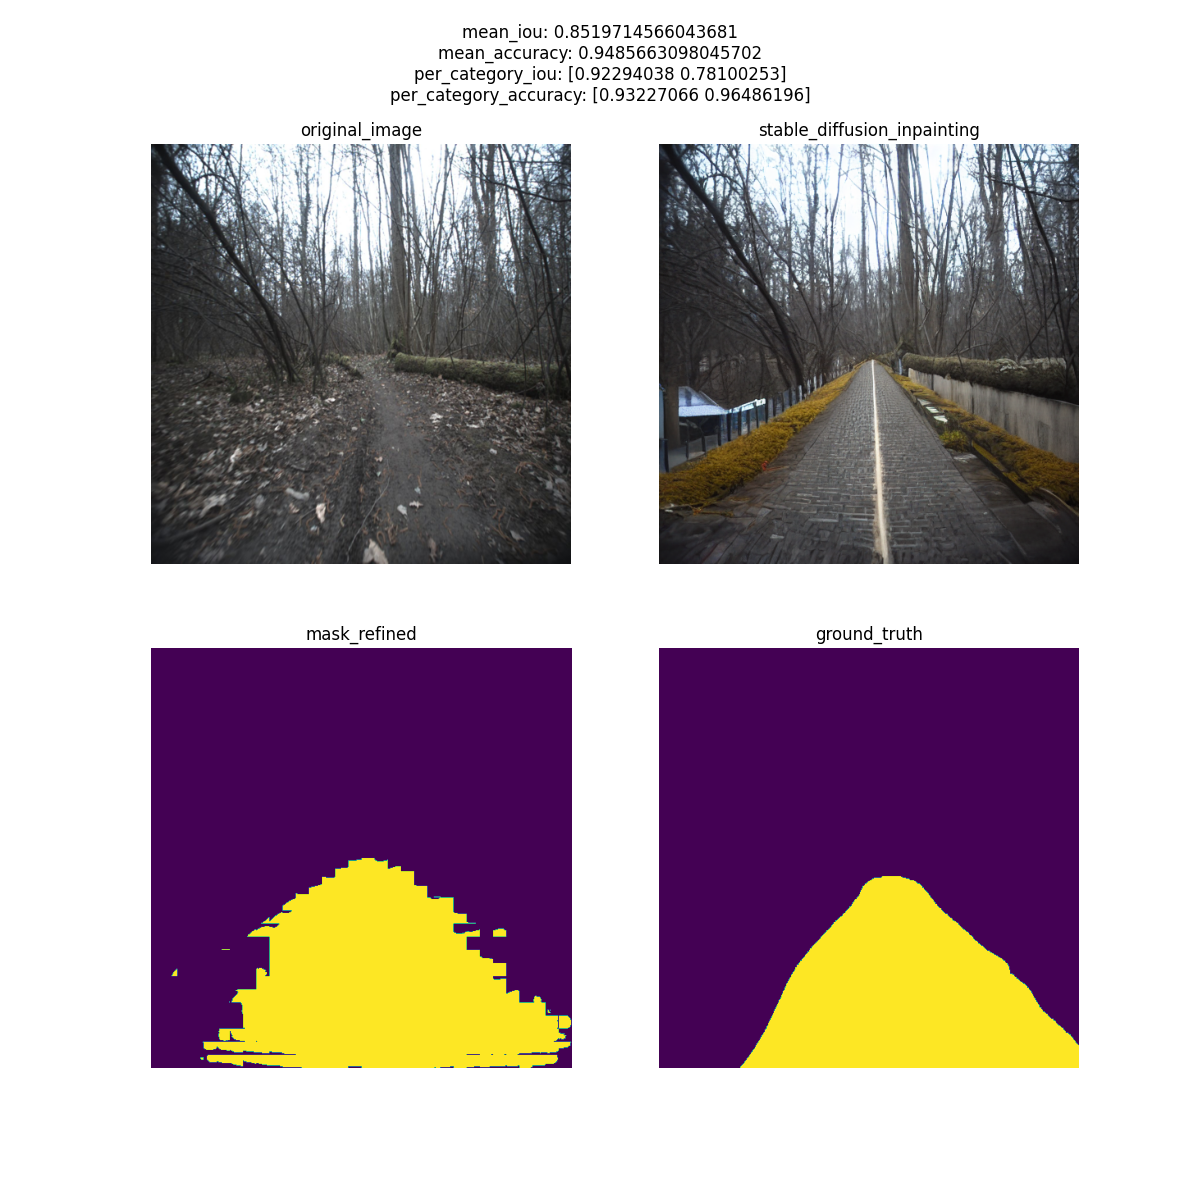 mean_iou: 0.8519714566043681
mean_accuracy: 0.9485663098045702
per_category_iou: [0.92294038 0.78100253]
per_category_accuracy: [0.93227066 0.96486196]
original_image
stable_diffusion_inpainting
mask_refined
ground_truth